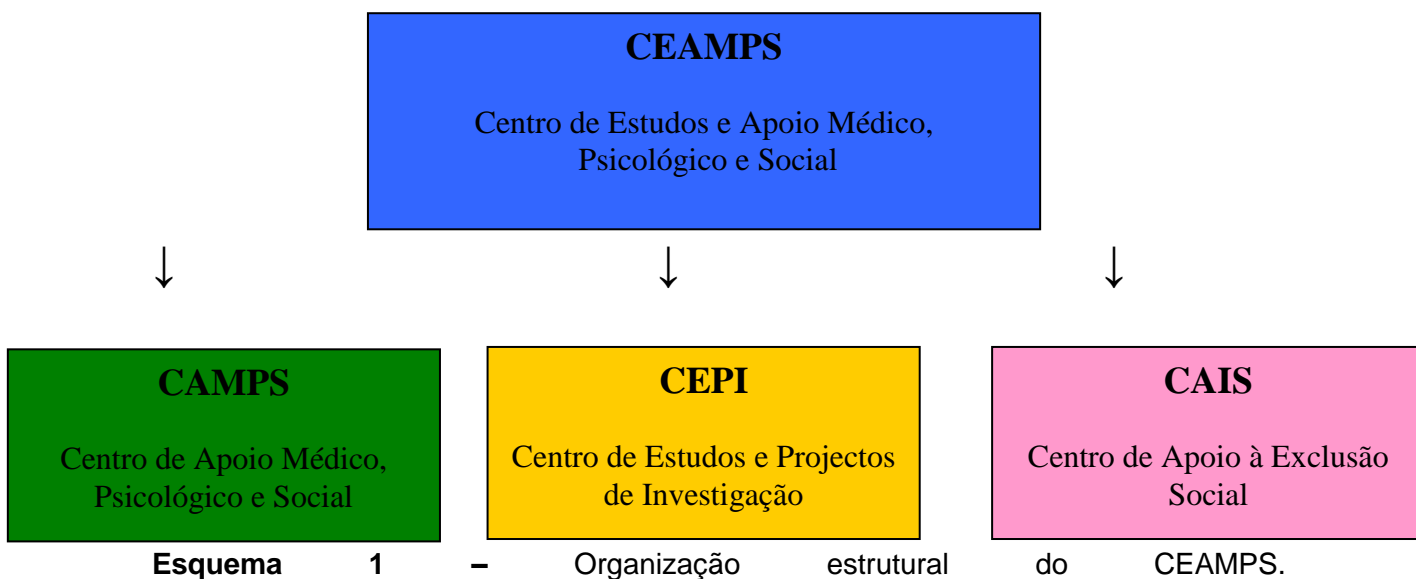 CEAMPS
Centro de Estudos e Apoio Médico,
Psicológico e Social
↓ ↓ ↓
CAMPS
Centro de Apoio Médico,
Psicológico e Social
CEPI
Centro de Estudos e Projectos
de Investigação
CAIS
Centro de Apoio à Exclusão
Social
Esquema 1 – Organização estrutural do CEAMPS.